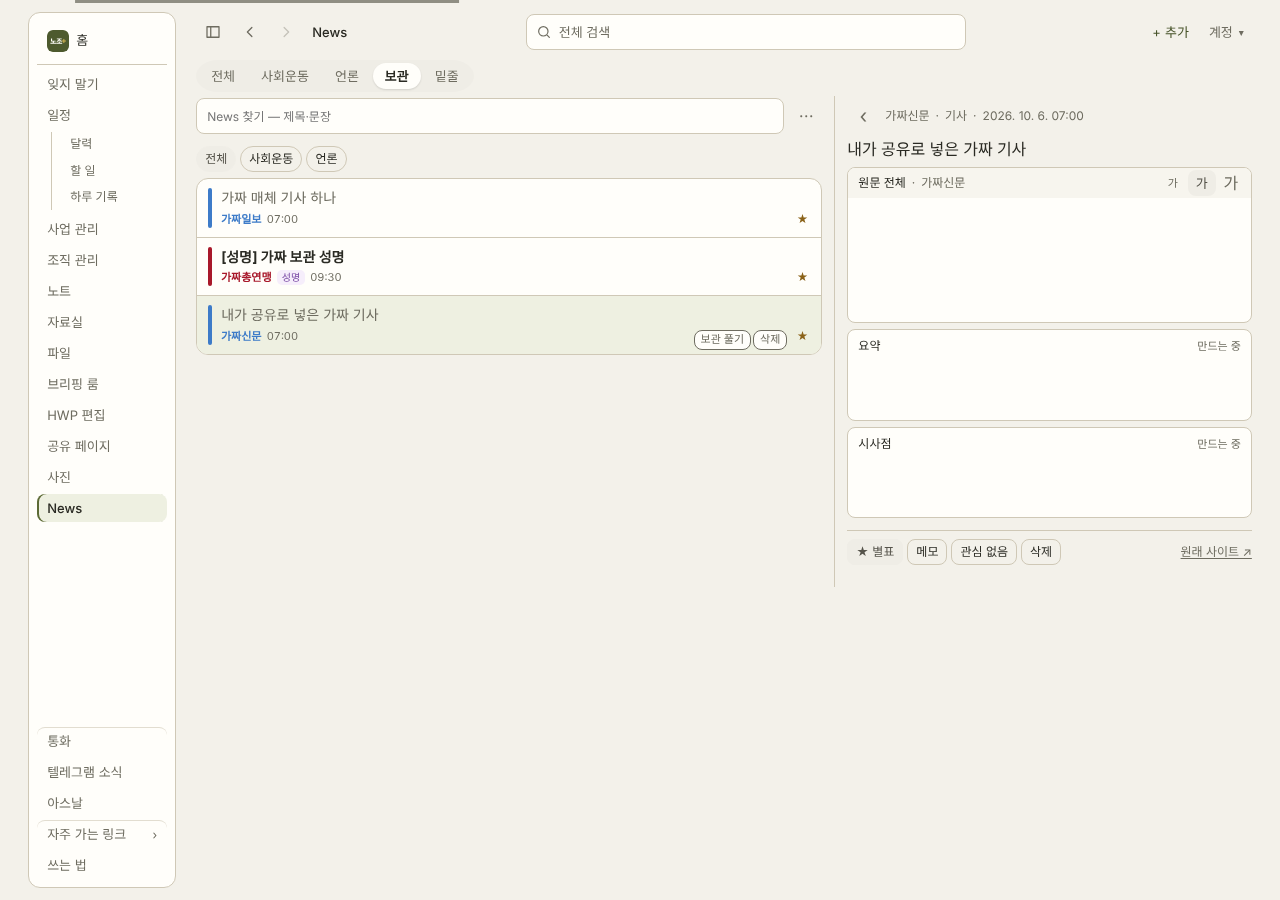 노조+ 홈
잊지 말기
일정
달력
할 일
하루 기록
사업 관리
조직 관리
노트
자료실
파일
브리핑 룸
HWP 편집
공유 페이지
사진
News
통화
텔레그램 소식
아스날
자주 가는 링크 ›
쓰는 법
News
전체 검색
+ 추가 계정 ▾
전체 사회운동 언론 보관 밑줄
News 찾기 — 제목·문장 ⋯
전체 사회운동 언론
가짜 매체 기사 하나
가짜일보 07:00 ★
[성명] 가짜 보관 성명
가짜총연맹 성명 09:30 ★
내가 공유로 넣은 가짜 기사
가짜신문 07:00 보관 풀기 삭제 ★
가짜신문 · 기사 · 2026. 10. 6. 07:00
내가 공유로 넣은 가짜 기사
원문 전체 · 가짜신문 가 가 가
요약 만드는 중
시사점 만드는 중
★ 별표 메모 관심 없음 삭제 원래 사이트 ↗